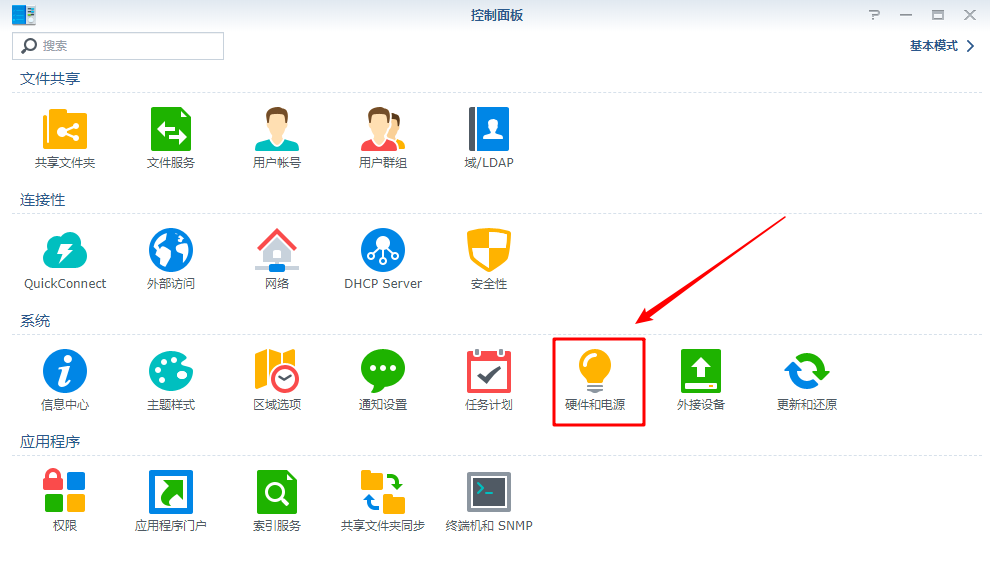 控制面板
搜索
基本模式
文件共享
共享文件夹 文件服务 用户帐号 用户群组 域/LDAP
连接性
QuickConnect 外部访问 网络 DHCP Server 安全性
系统
信息中心 主题样式 区域选项 通知设置 任务计划 硬件和电源 外接设备 更新和还原
应用程序
权限 应用程序门户 索引服务 共享文件夹同步 终端机和 SNMP